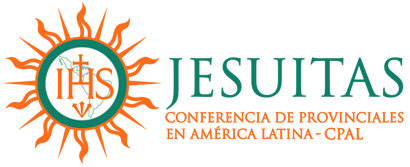 IHS
JESUITAS
CONFERENCIA DE PROVINCIALES
EN AMÉRICA LATINA - CPAL